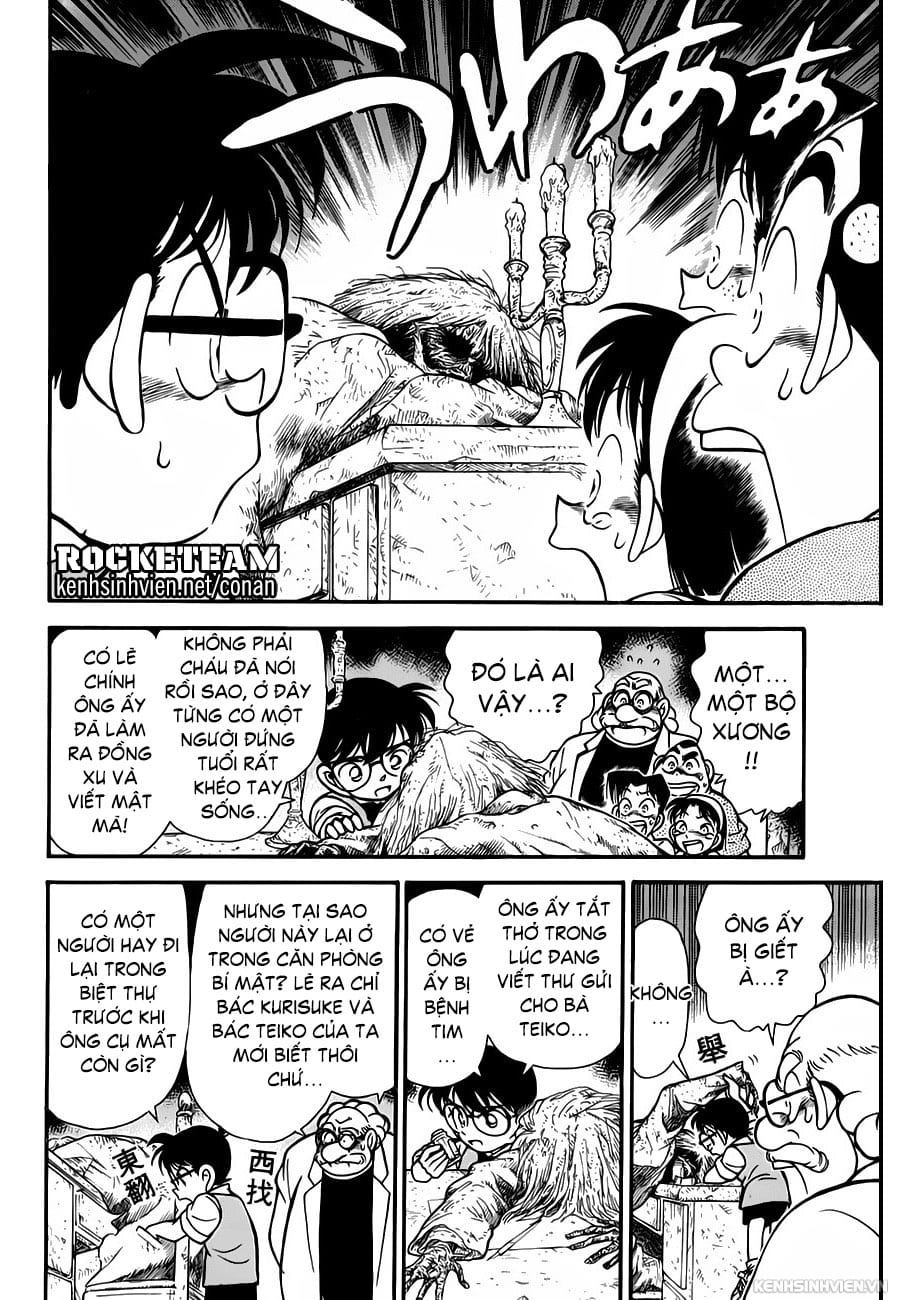 うわあぁ
ROCKETEAM
kenhsinhvien.net/conan
MỘT...
MỘT BỘ
XƯƠNG
!!
ĐÓ LÀ AI
VẬY...?
KHÔNG PHẢI
CHÁU ĐÃ NÓI
RỒI SAO, Ở ĐÂY
TỪNG CÓ MỘT
NGƯỜI ĐỨNG
TUỔI RẤT
KHÉO TAY
SỐNG..
CÓ LẼ
CHÍNH
ÔNG ẤY
ĐÃ LÀM
RA ĐỒNG
XU VÀ
VIẾT MẬT
MÃ!
ÔNG ẤY
BỊ GIẾT
À...?
KHÔNG
...
舉
ÔNG ẤY TẮT
THỞ TRONG
LÚC ĐANG
VIẾT THƯ GỬI
CHO BÀ
TEIKO...
CÓ VẺ
ÔNG ẤY
BỊ
BỆNH
TIM
...
NHƯNG TẠI SAO
NGƯỜI NÀY LẠI Ở
TRONG CĂN PHÒNG
BÍ MẬT? LẼ RA CHỈ
BÁC KURISUKE VÀ
BÁC TEIKO CỦA TA
MỚI BIẾT THÔI
CHỨ...
CÓ MỘT
NGƯỜI HAY ĐI
LẠI TRONG
BIỆT THỰ
TRƯỚC KHI
ÔNG CỤ MẤT
CÒN GÌ?
西找
東翻
KENHSINHVIEN.VN